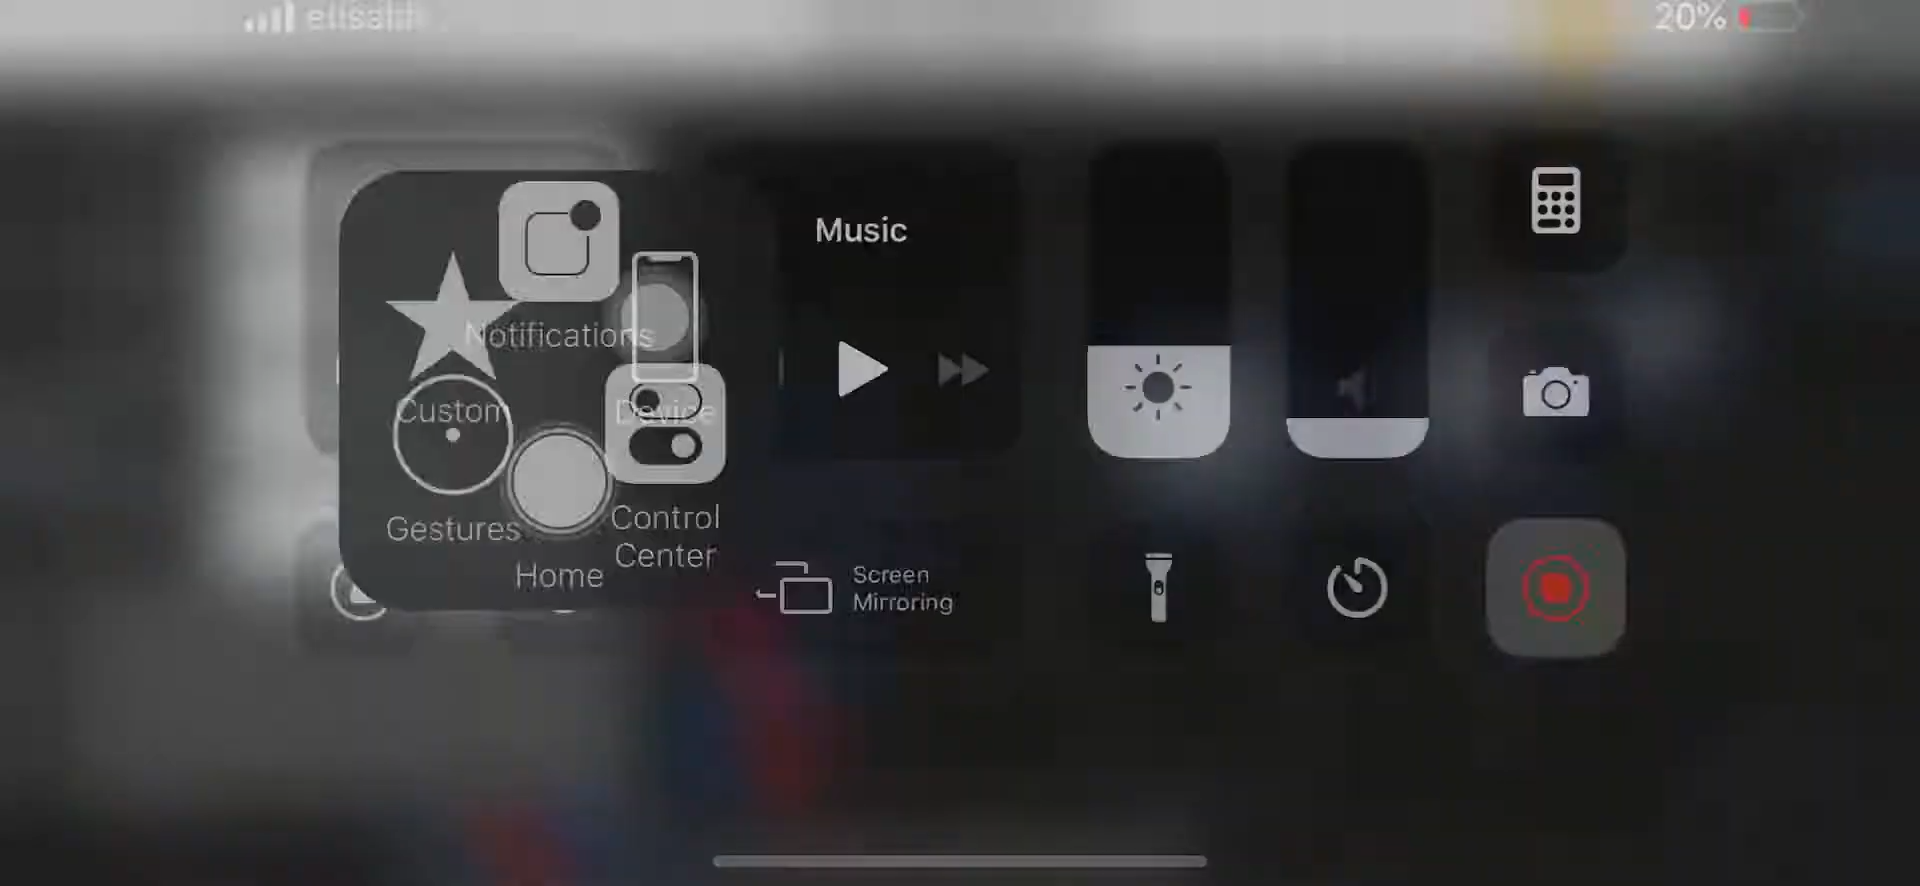 20%
Music
Notifications
Custom
Device
Gestures
Control
Center
Home
Screen
Mirroring